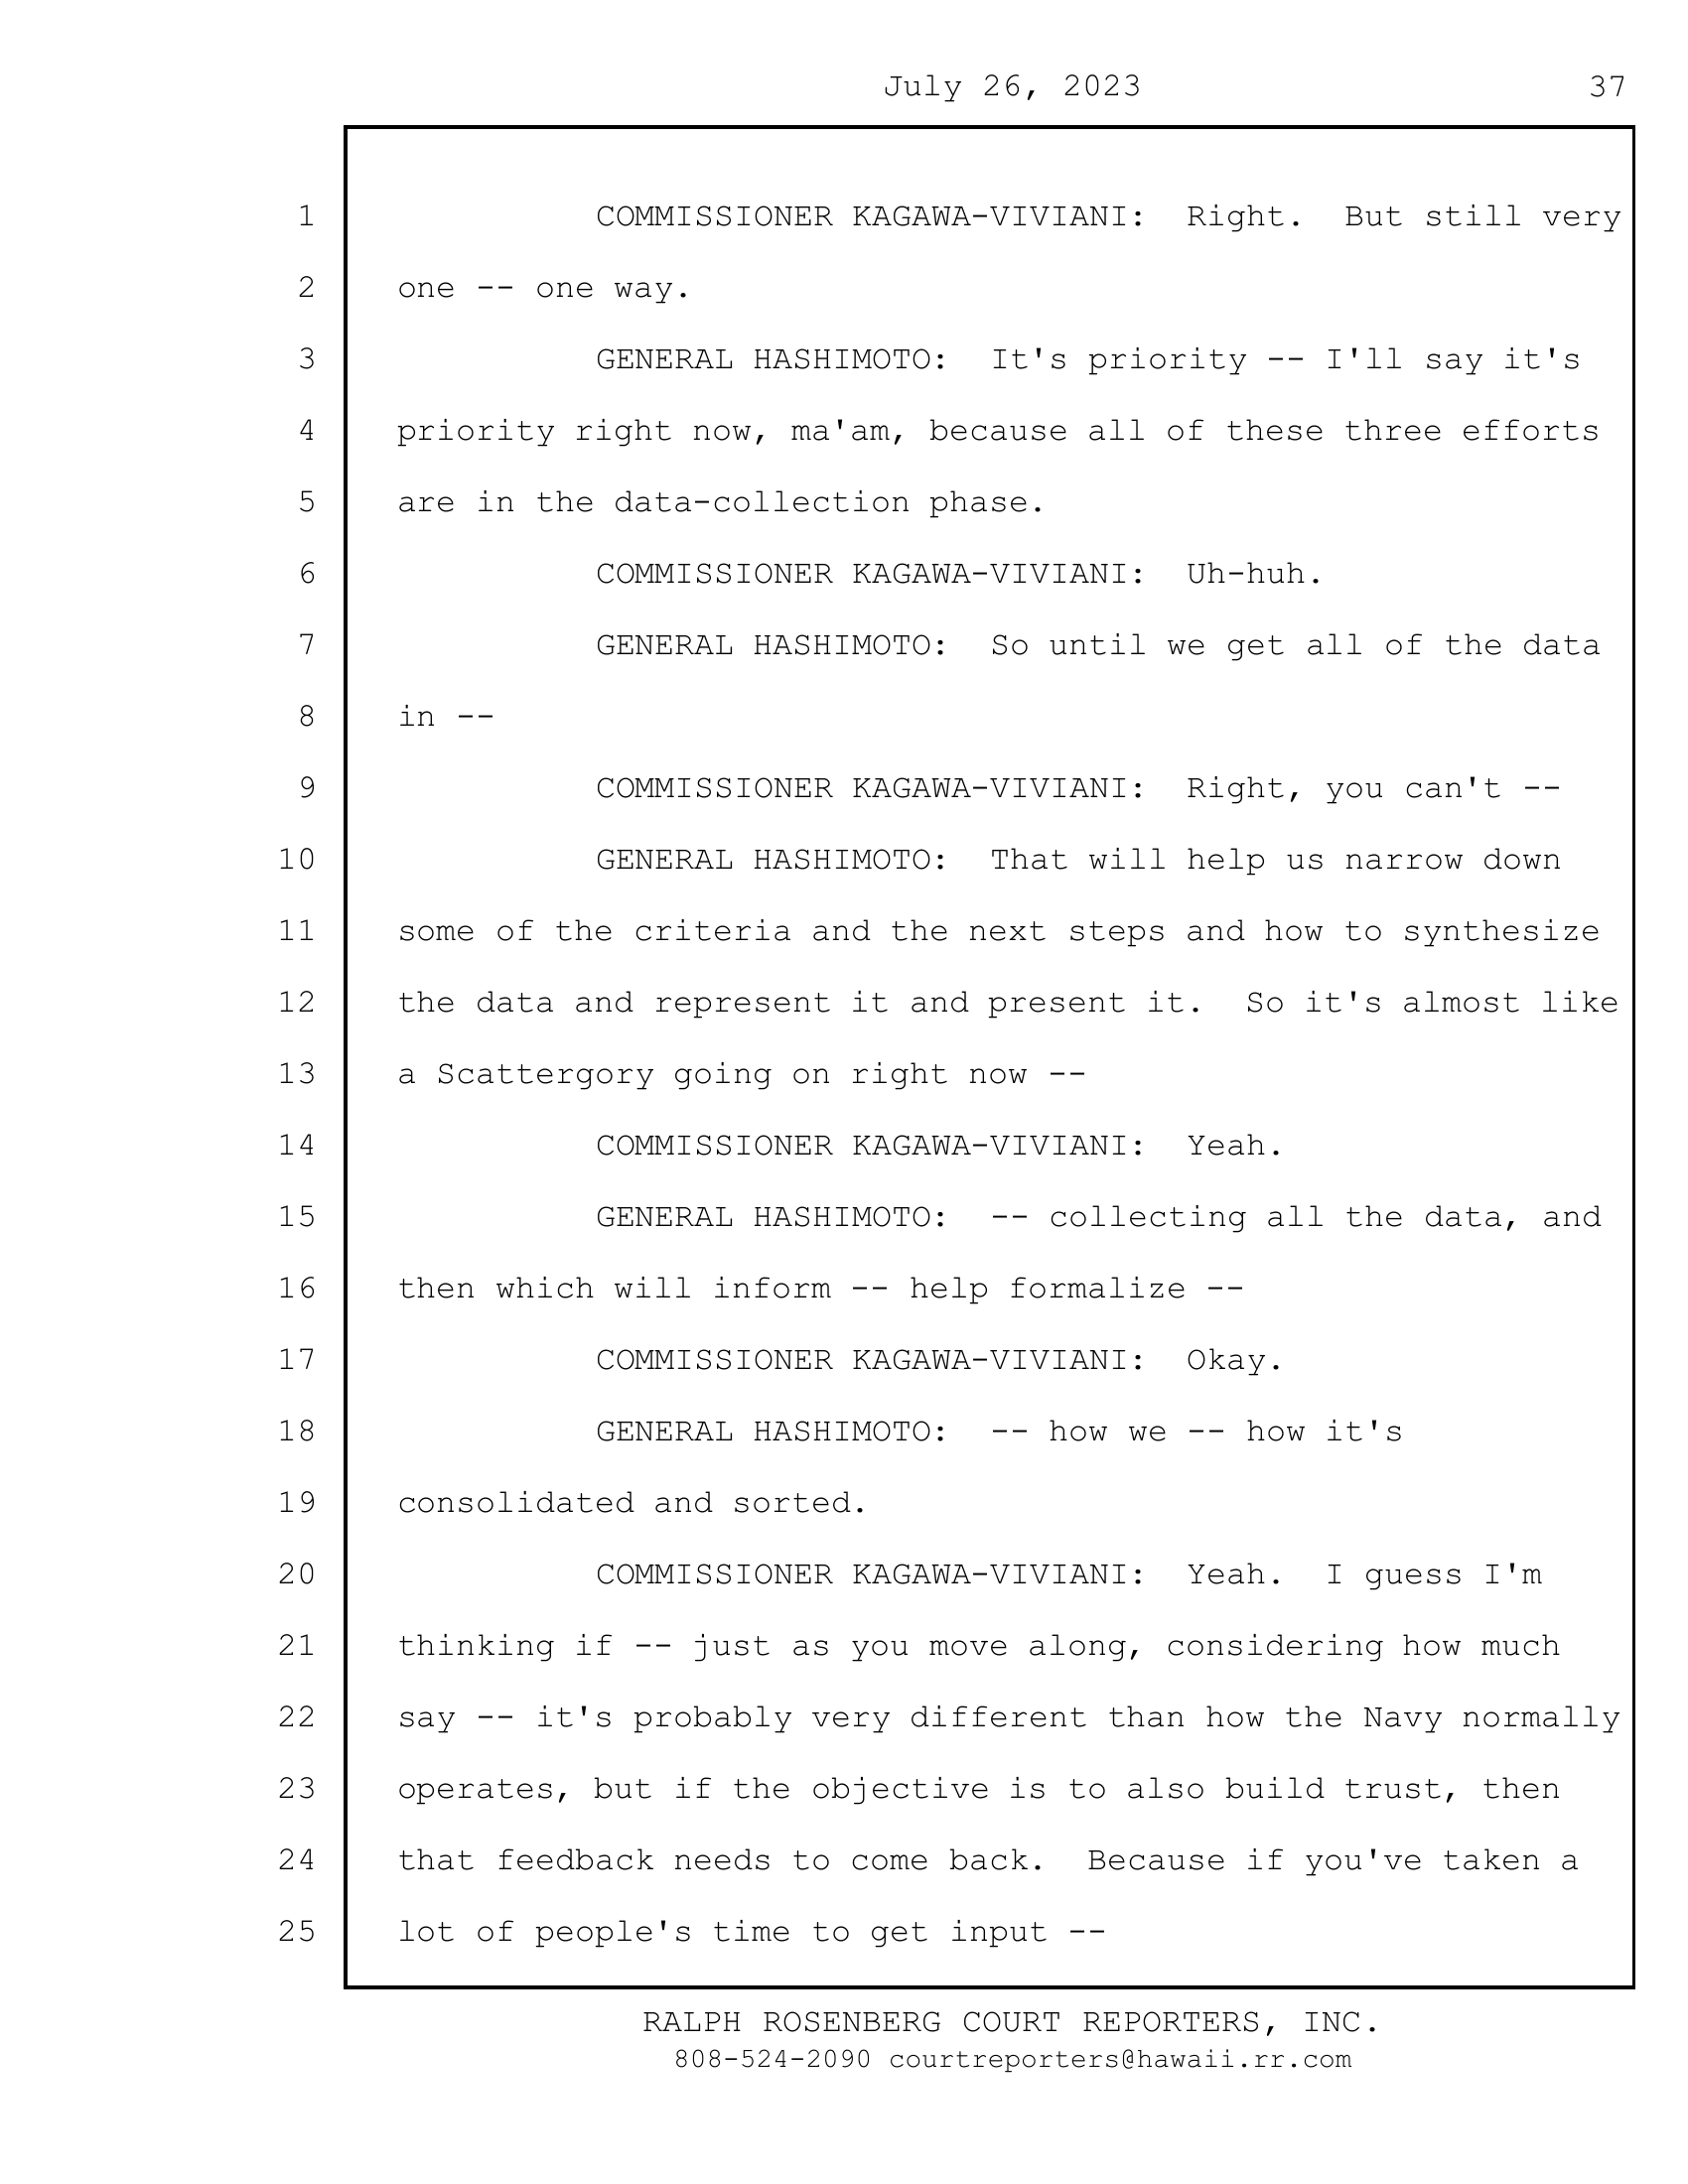 July 26, 2023 37
1 COMMISSIONER KAGAWA-VIVIANI: Right. But still very
2 one -- one way.
3 GENERAL HASHIMOTO: It's priority -- I'll say it's
4 priority right now, ma'am, because all of these three efforts
5 are in the data-collection phase.
6 COMMISSIONER KAGAWA-VIVIANI: Uh-huh.
7 GENERAL HASHIMOTO: So until we get all of the data
8 in --
9 COMMISSIONER KAGAWA-VIVIANI: Right, you can't --
10 GENERAL HASHIMOTO: That will help us narrow down
11 some of the criteria and the next steps and how to synthesize
12 the data and represent it and present it. So it's almost like
13 a Scattergory going on right now --
14 COMMISSIONER KAGAWA-VIVIANI: Yeah.
15 GENERAL HASHIMOTO: -- collecting all the data, and
16 then which will inform -- help formalize --
17 COMMISSIONER KAGAWA-VIVIANI: Okay.
18 GENERAL HASHIMOTO: -- how we -- how it's
19 consolidated and sorted.
20 COMMISSIONER KAGAWA-VIVIANI: Yeah. I guess I'm
21 thinking if -- just as you move along, considering how much
22 say -- it's probably very different than how the Navy normally
23 operates, but if the objective is to also build trust, then
24 that feedback needs to come back. Because if you've taken a
25 lot of people's time to get input --
RALPH ROSENBERG COURT REPORTERS, INC.
808-524-2090 courtreporters@hawaii.rr.com